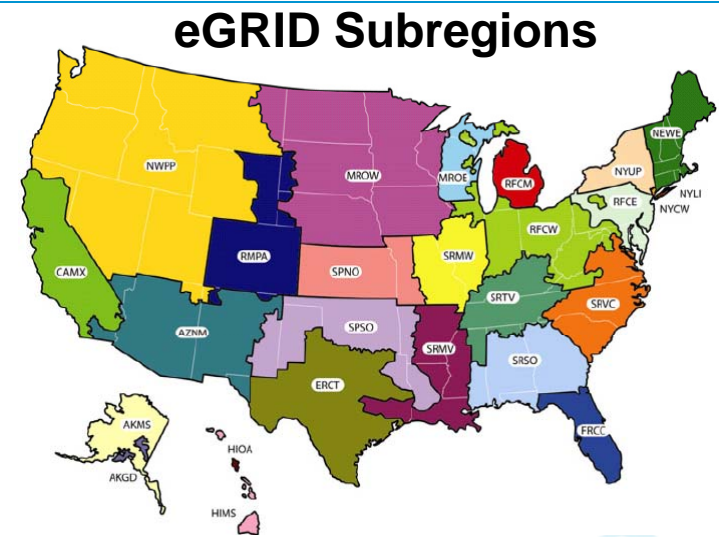 eGRID Subregions
NEWE
NWPP
MROW
MROE
RFCM
NYUP
NYLI
RFCE
NYCW
RFCW
RMPA
SRMW
CAMX
SPNO
SRTV
SRVC
AZNM
SPSO
SRMV
SRSO
ERCT
AKMS
FRCC
HIOA
AKGD
HIMS